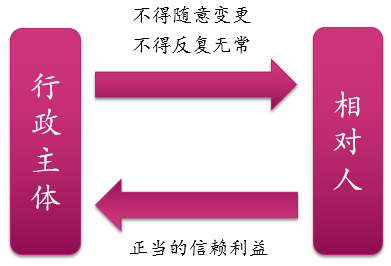 不得随意变更
不得反复无常
行政主体
相对人
正当的信赖利益